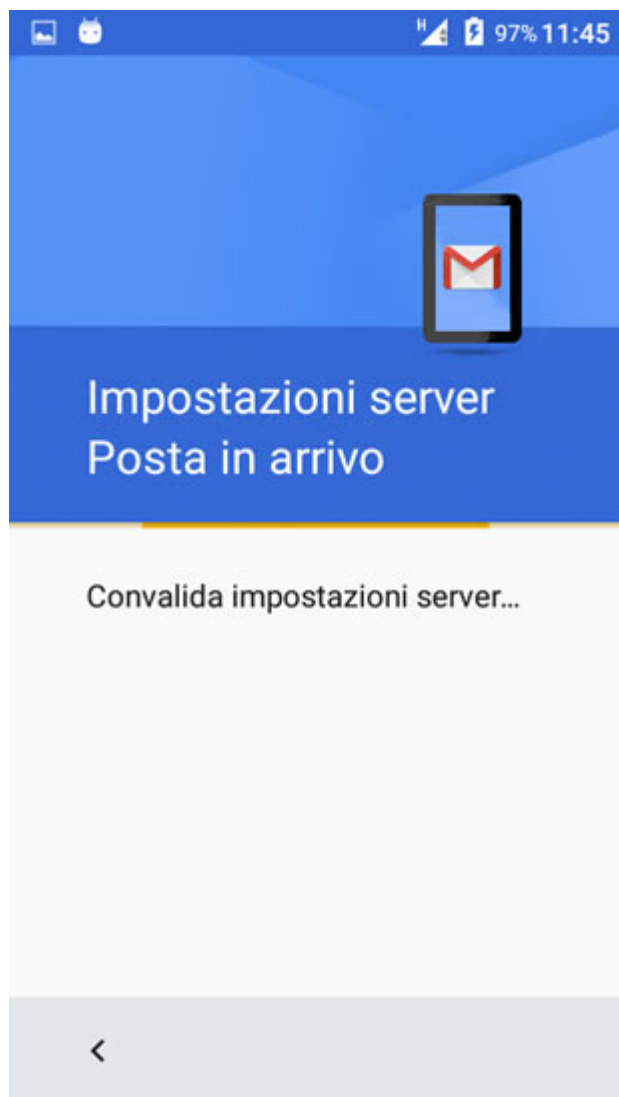 H 97% 11:45
Impostazioni server
Posta in arrivo
Convalida impostazioni server...